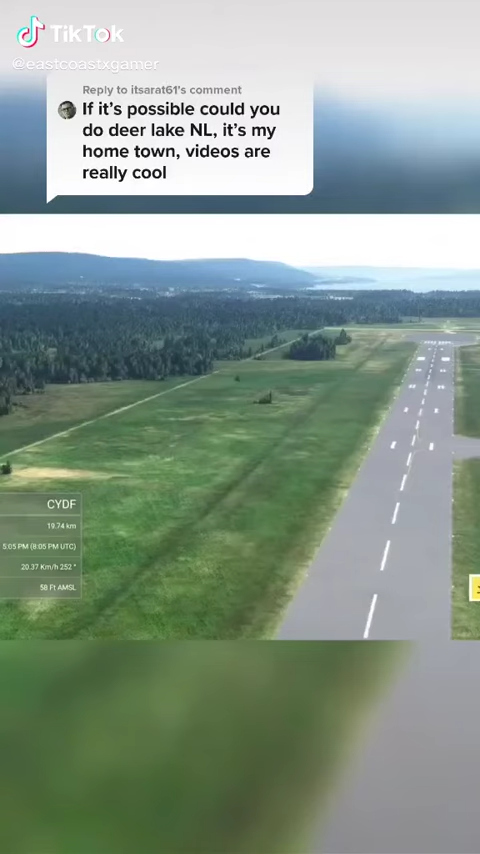 TikTok
@eastcoastxgamer
Reply to itsarat61's comment
If it's possible could you
do deer lake NL, it's my
home town, videos are
really cool
CYDF
19.74 km
5:05 PM (8:05 PM UTC)
20.37 Km/h 252 °
58 Ft AMSL